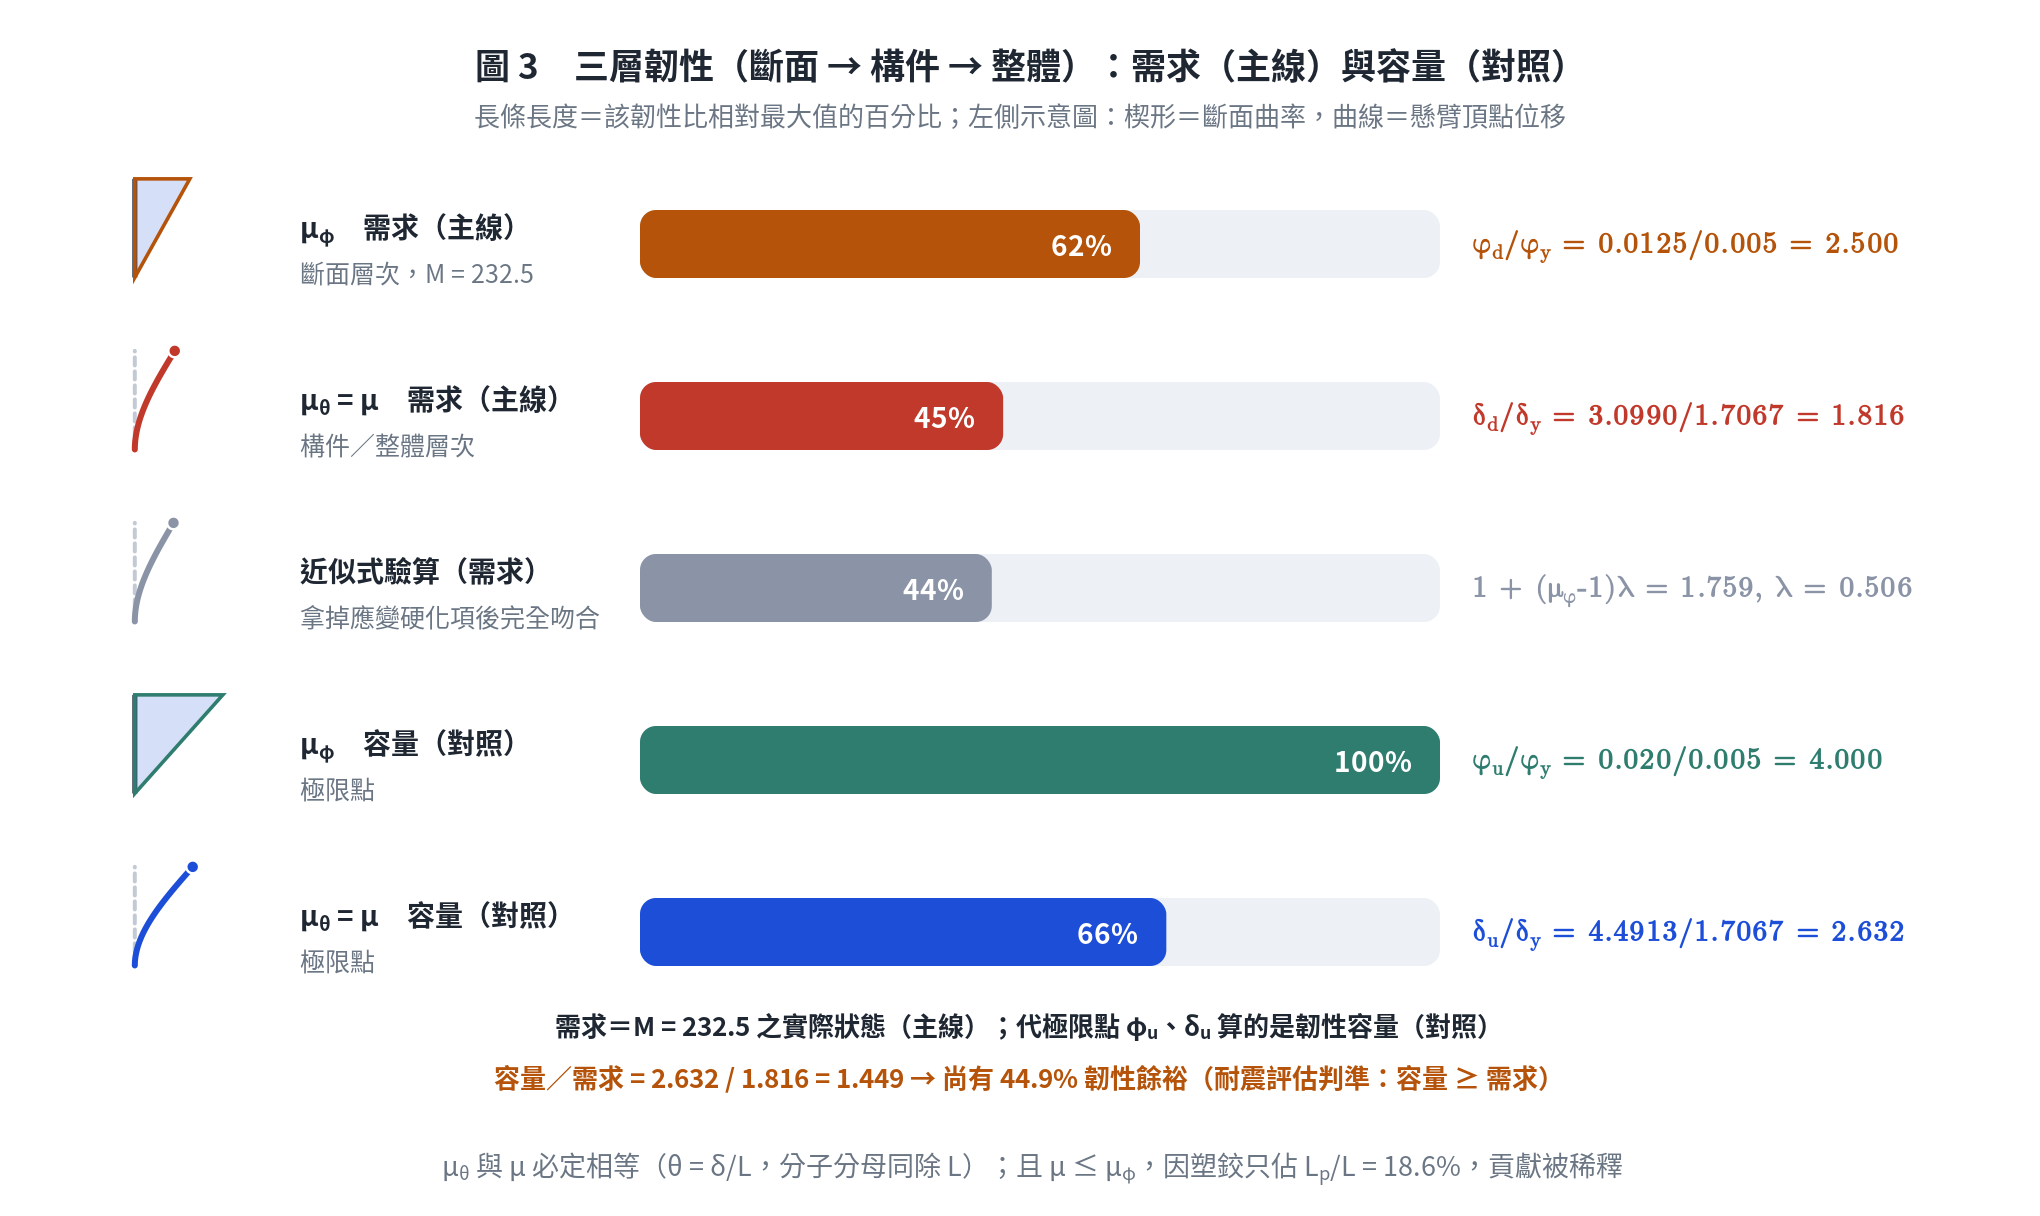 圖 3　三層韌性（斷面 → 構件 → 整體）：需求（主線）與容量（對照）
長條長度＝該韌性比相對最大值的百分比；左側示意圖：楔形＝斷面曲率，曲線＝懸臂頂點位移
μϕ　需求（主線）
斷面層次，M = 232.5
62%
φd/φy = 0.0125/0.005 = 2.500
μθ = μ　需求（主線）
構件／整體層次
45%
δd/δy = 3.0990/1.7067 = 1.816
近似式驗算（需求）
拿掉應變硬化項後完全吻合
44%
1 + (μφ-1)λ = 1.759, λ = 0.506
μϕ　容量（對照）
極限點
100%
φu/φy = 0.020/0.005 = 4.000
μθ = μ　容量（對照）
極限點
66%
δu/δy = 4.4913/1.7067 = 2.632
需求＝M = 232.5 之實際狀態（主線）；代極限點 ϕu、δu 算的是韌性容量（對照）
容量／需求 = 2.632 / 1.816 = 1.449 → 尚有 44.9% 韌性餘裕（耐震評估判準：容量 ≥ 需求）
μθ 與 μ 必定相等（θ = δ/L，分子分母同除 L）；且 μ ≤ μϕ，因塑鉸只佔 Lp/L = 18.6%，貢獻被稀釋